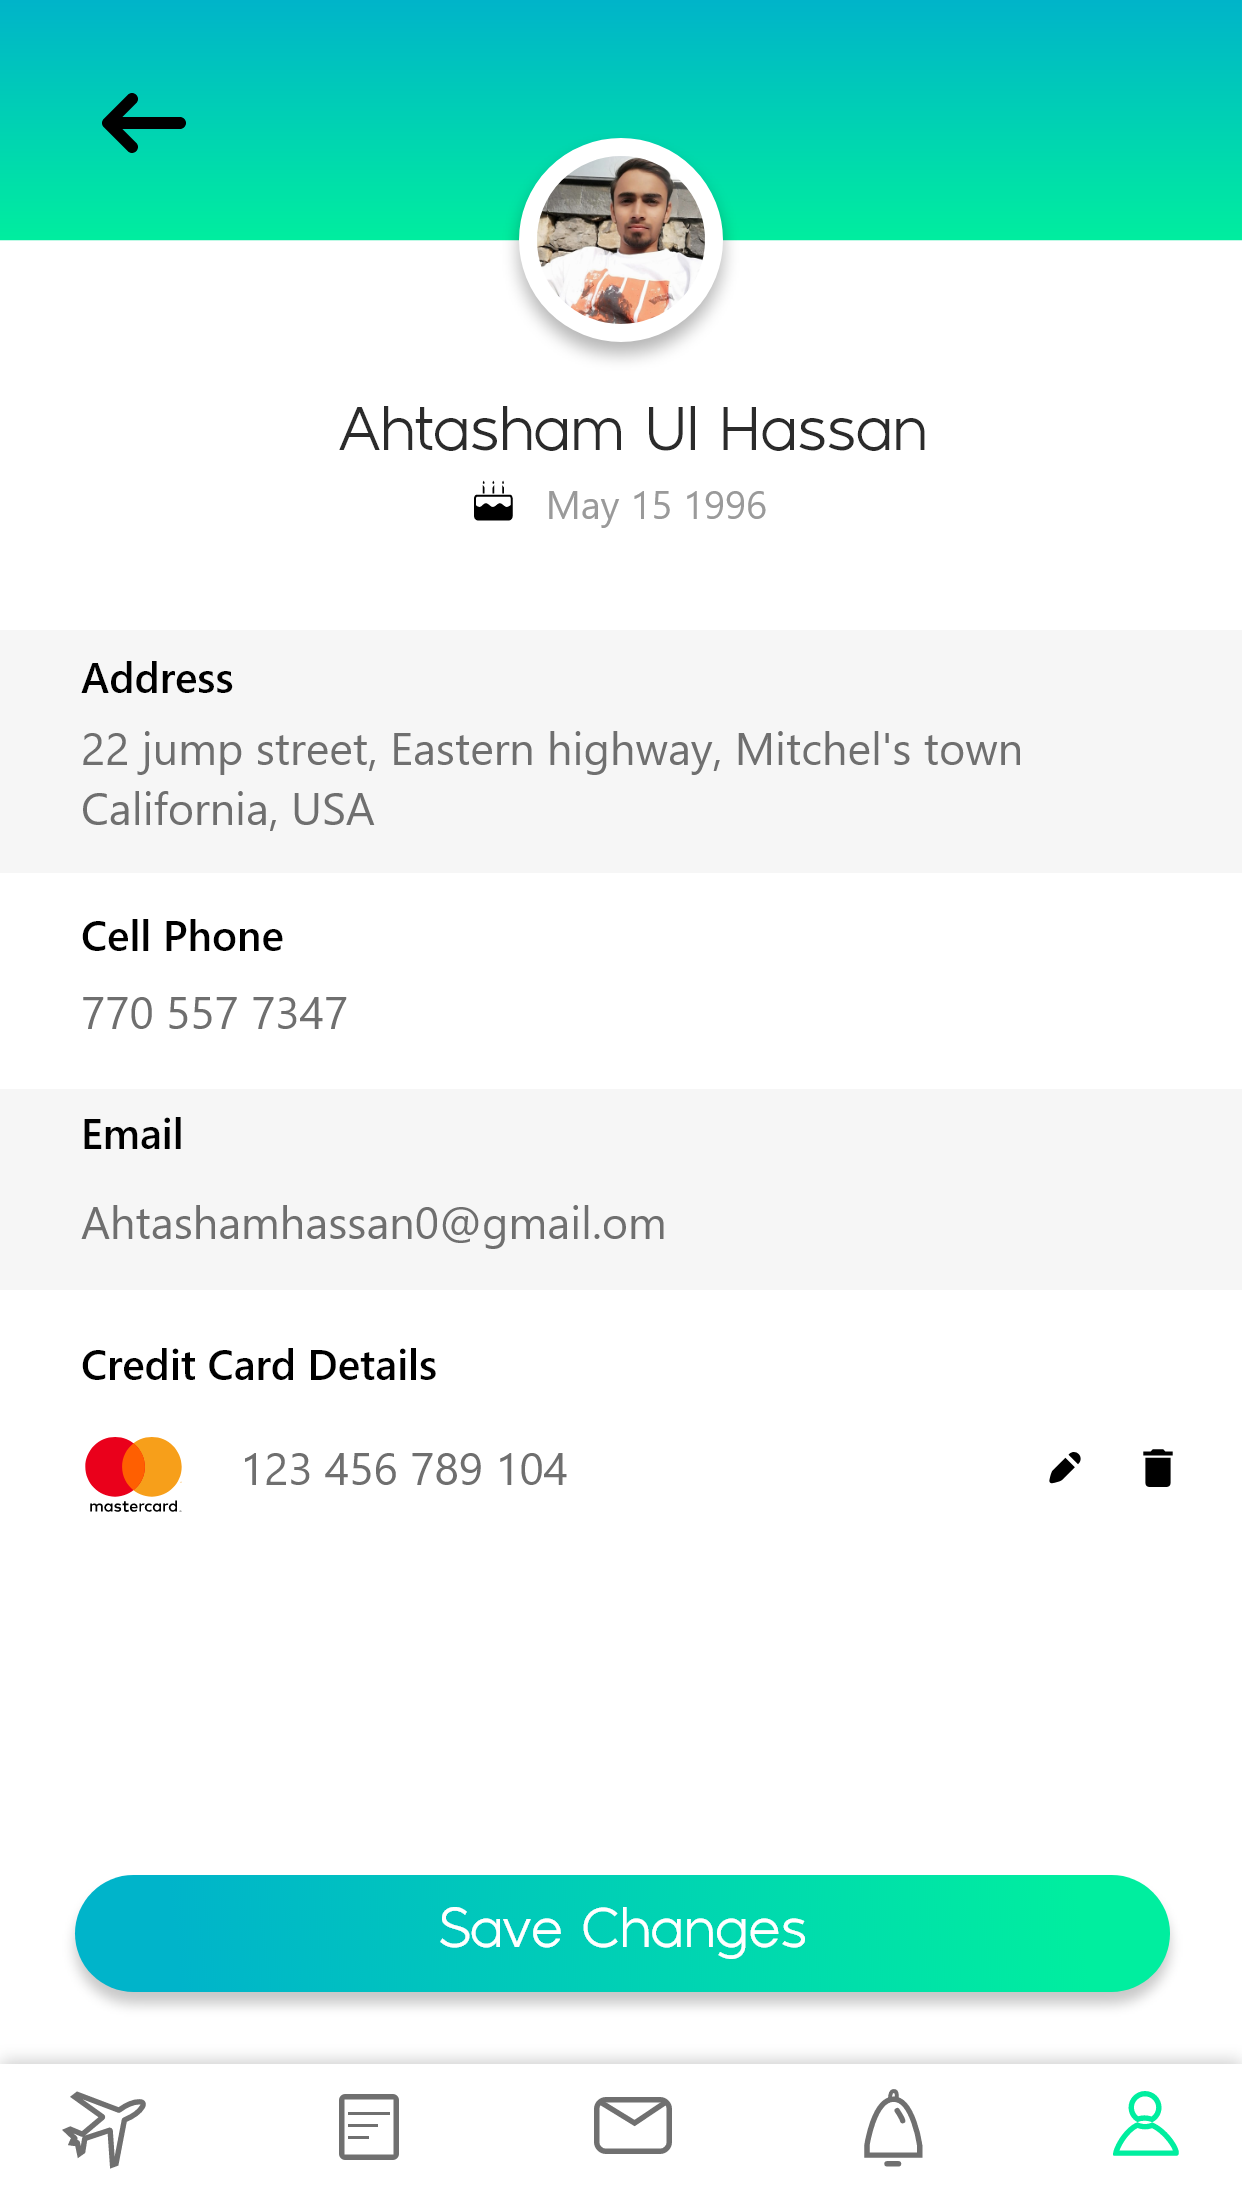 Ahtasham Ul Hassan
May 15 1996
Address
22 jump street, Eastern highway, Mitchel's town
California, USA
Cell Phone
770 557 7347
Email
Ahtashamhassan0@gmail.om
Credit Card Details
mastercard.
123 456 789 104
Save Changes